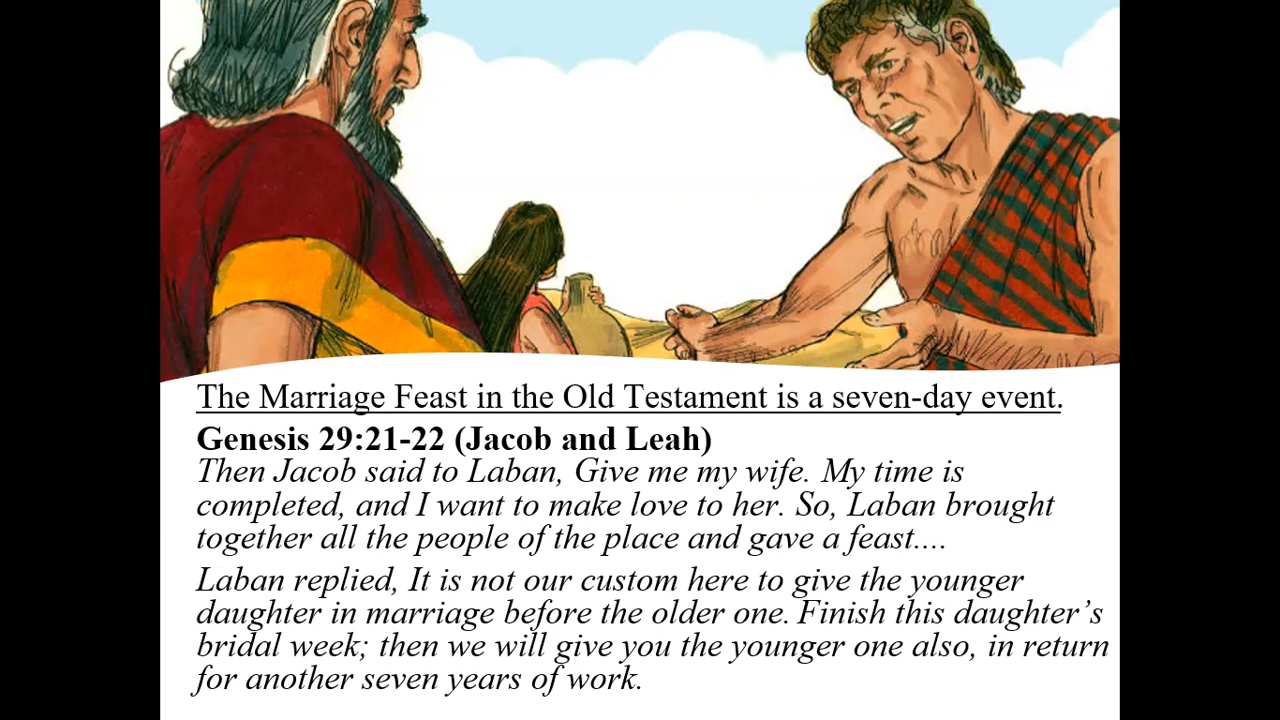 The Marriage Feast in the Old Testament is a seven-day event.
Genesis 29:21-22 (Jacob and Leah)
Then Jacob said to Laban, Give me my wife. My time is
completed, and I want to make love to her. So, Laban brought
together all the people of the place and gave a feast....
Laban replied, It is not our custom here to give the younger
daughter in marriage before the older one. Finish this daughter’s
bridal week; then we will give you the younger one also, in return
for another seven years of work.